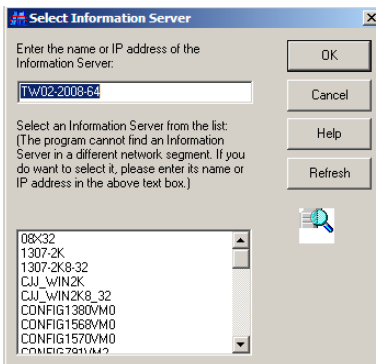 Select Information Server
Enter the name or IP address of the
Information Server:
TW02-2008-64
OK
Cancel
Help
Refresh
Select an Information Server from the list:
(The program cannot find an Information
Server in a different network segment. If you
do want to select it, please enter its name or
IP address in the above text box.)
08X32
1307-2K
1307-2K8-32
CJJ_WIN2K
CJJ_WIN2K8_32
CONFIG1380VM0
CONFIG1568VM0
CONFIG1570VM0
CONFIG791VM2